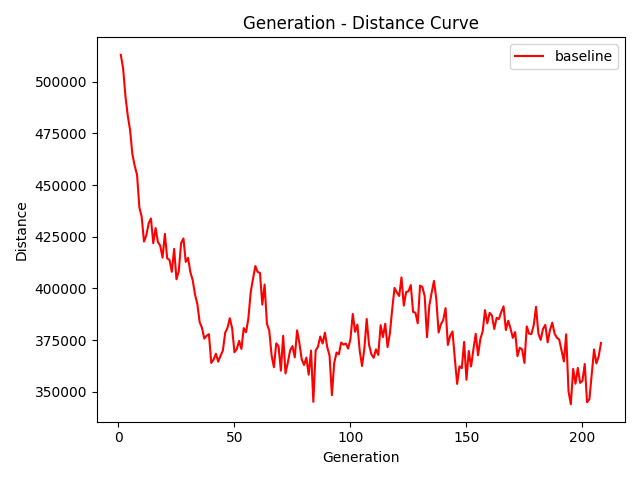 Generation - Distance Curve
baseline
500000
475000
450000
425000
400000
375000
350000
Distance
0 50 100 150 200
Generation